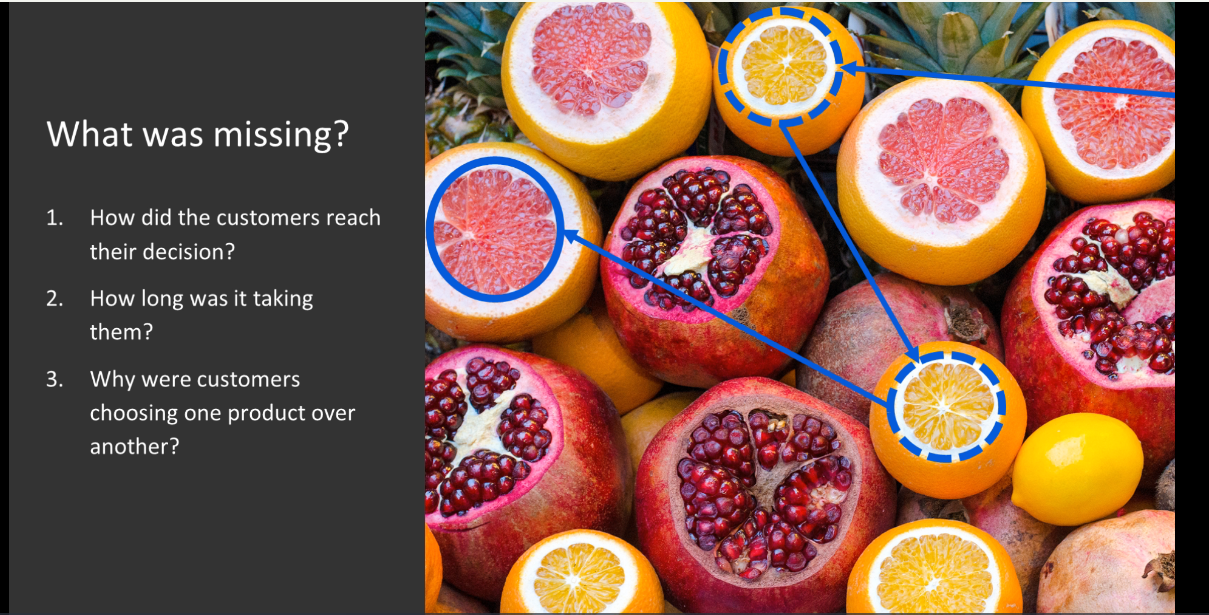 What was missing?
1. How did the customers reach
their decision?
2. How long was it taking
them?
3. Why were customers
choosing one product over
another?